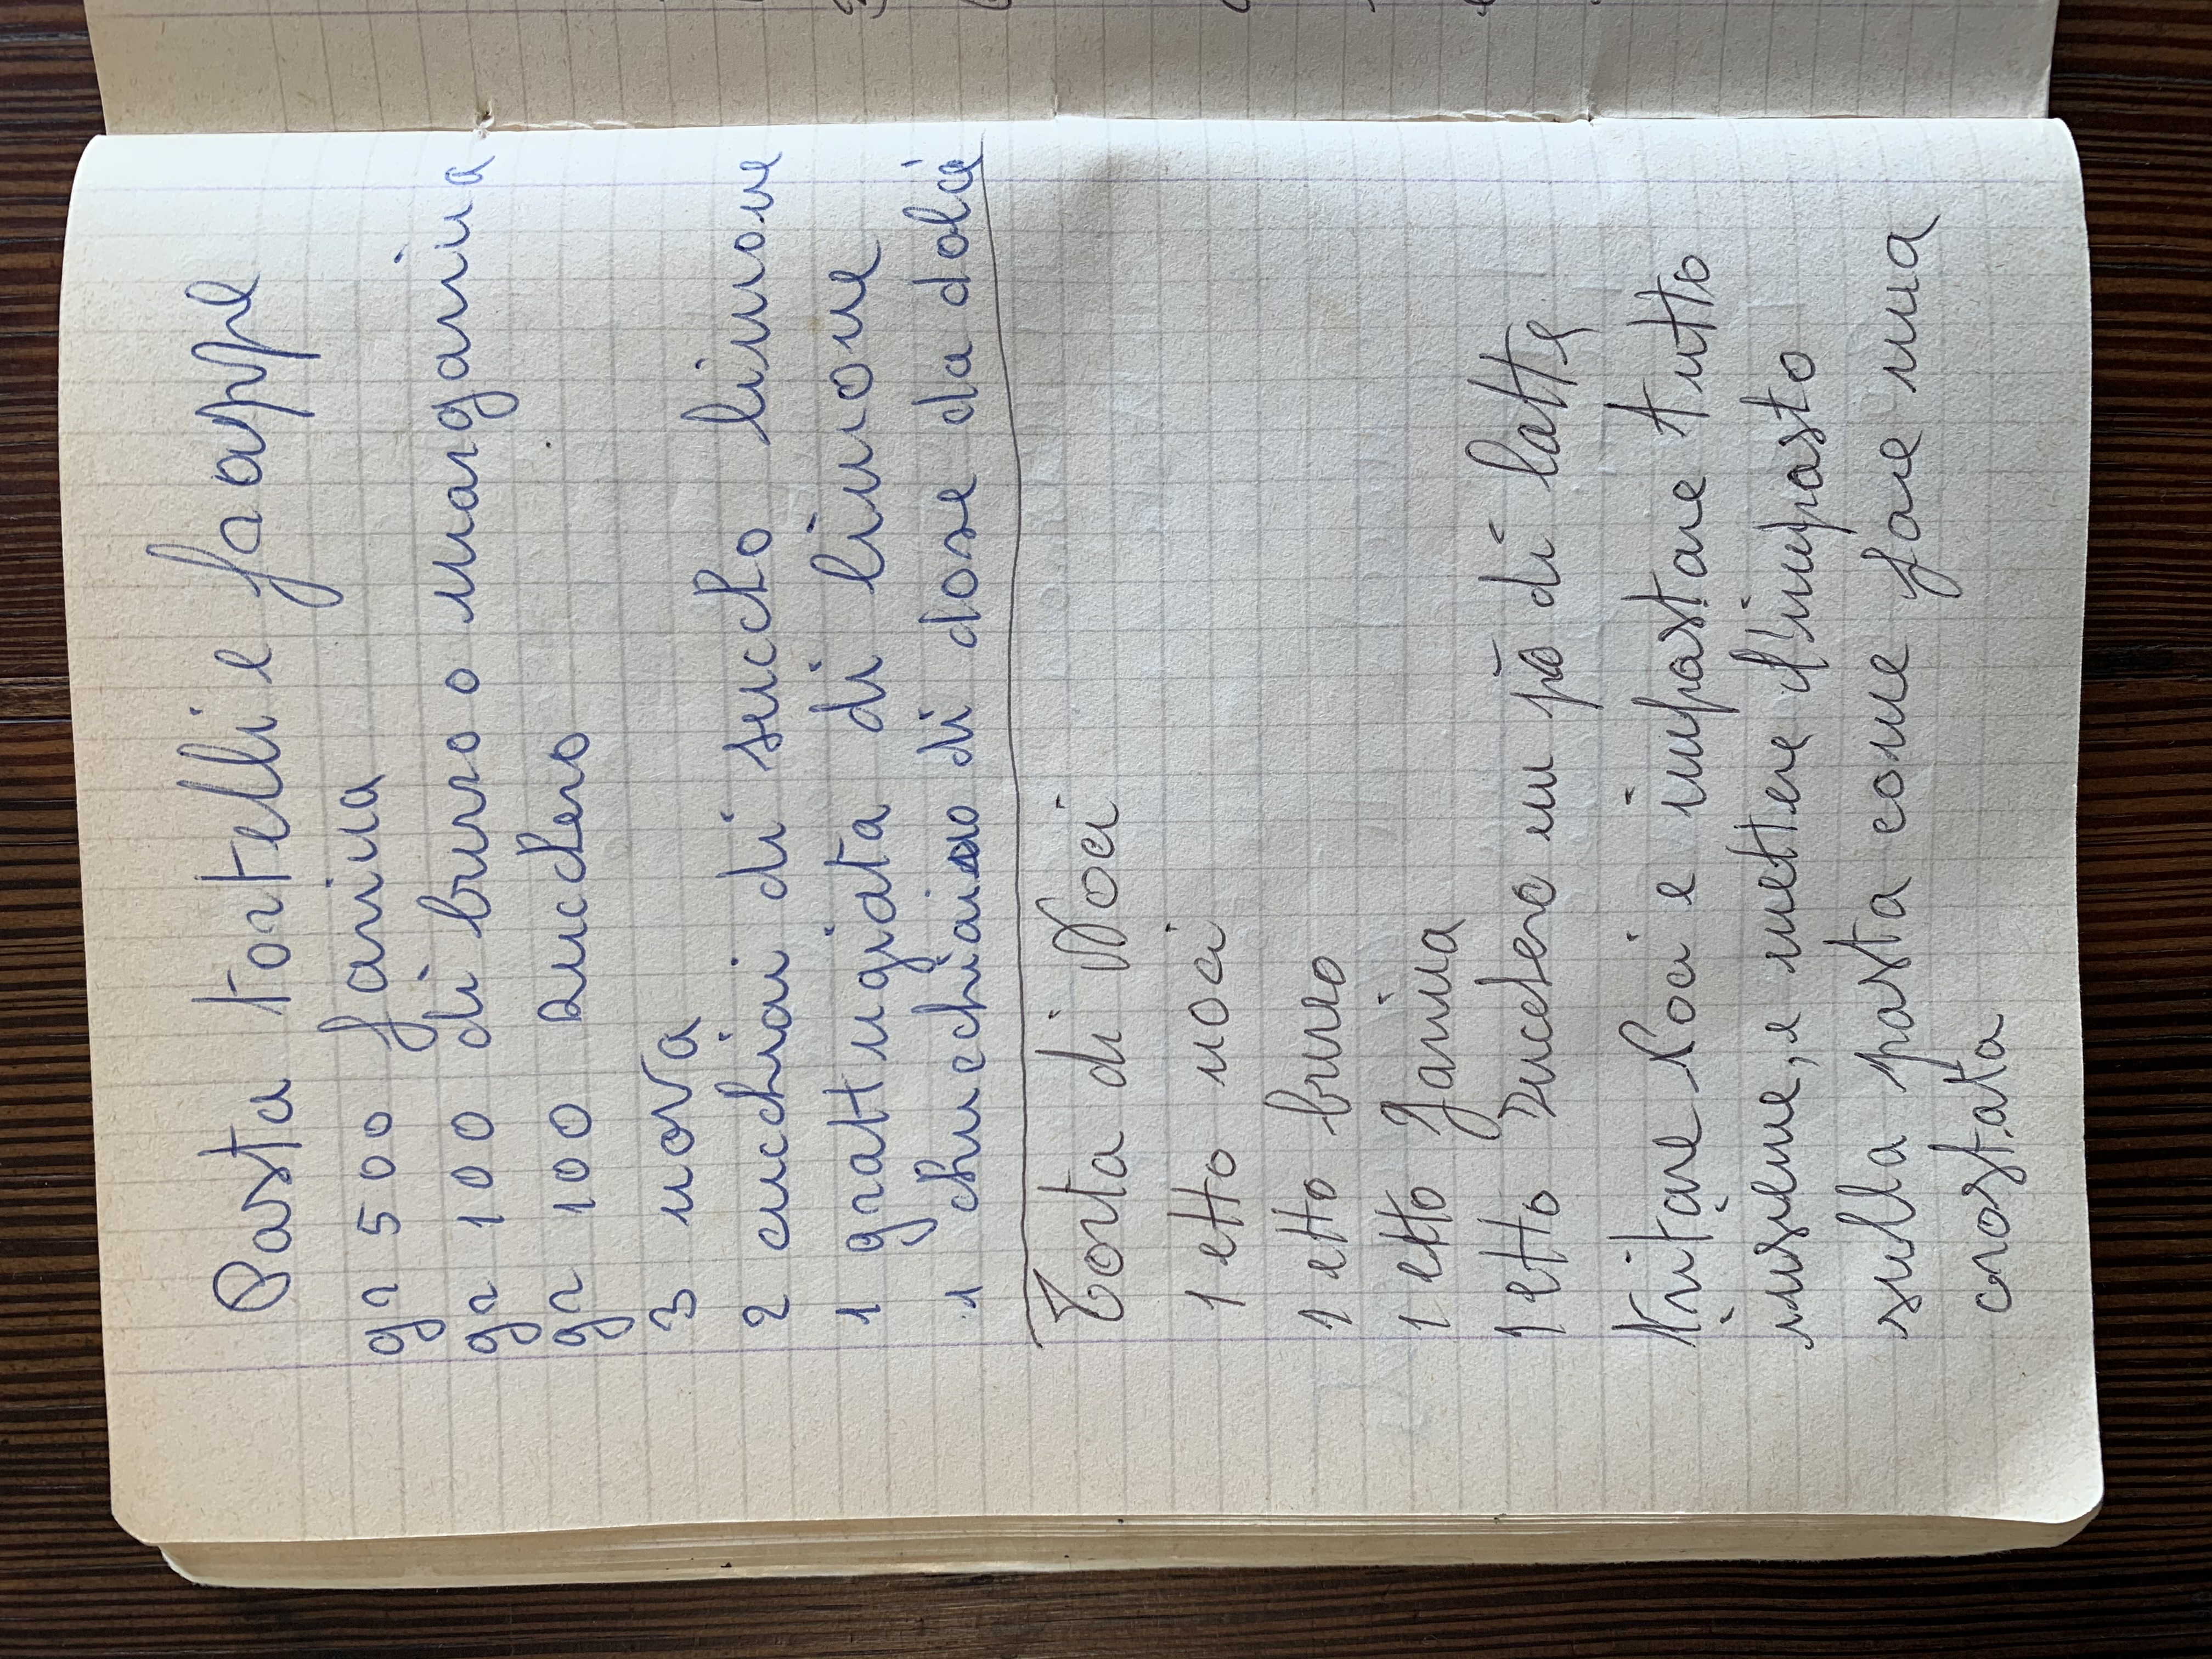 Pasta tortelli e frappe
gr 500 farina
gr 100 di burro o margarina
gr 100 zucchero
3 uova
2 cucchiai di succho limone
1 grattugiata di limone
1 chucchiaino di dose da dolcé
Torta di Noci
1 etto noci
1 etto burro
1 etto farina
1 etto zucchero un pò di latte
tritare Noci e impastare tutto
insieme, e mettere l'impasto
sulla pasta come fare una
crostata